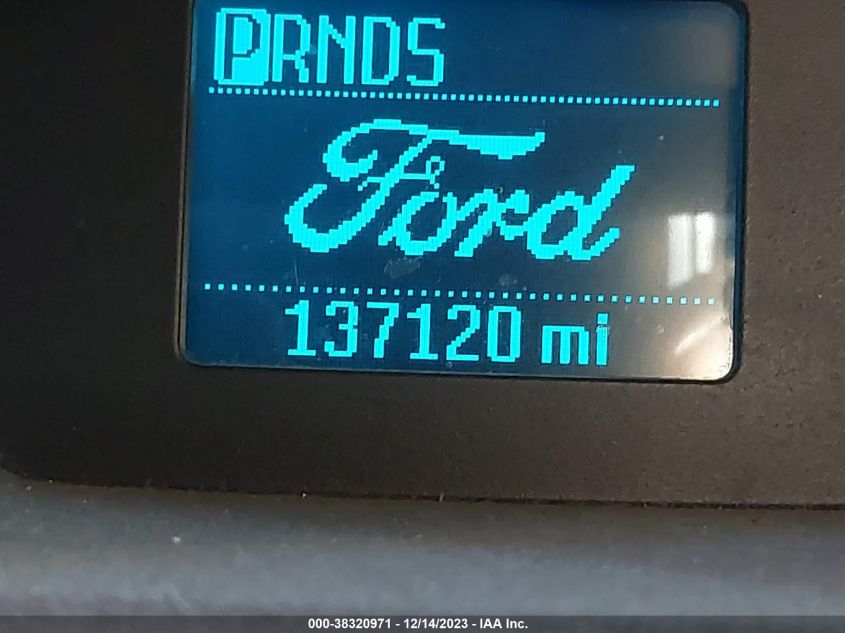 PRNDS
Ford
137120 mi
000-38320971 - 12/14/2023 - IAA Inc.